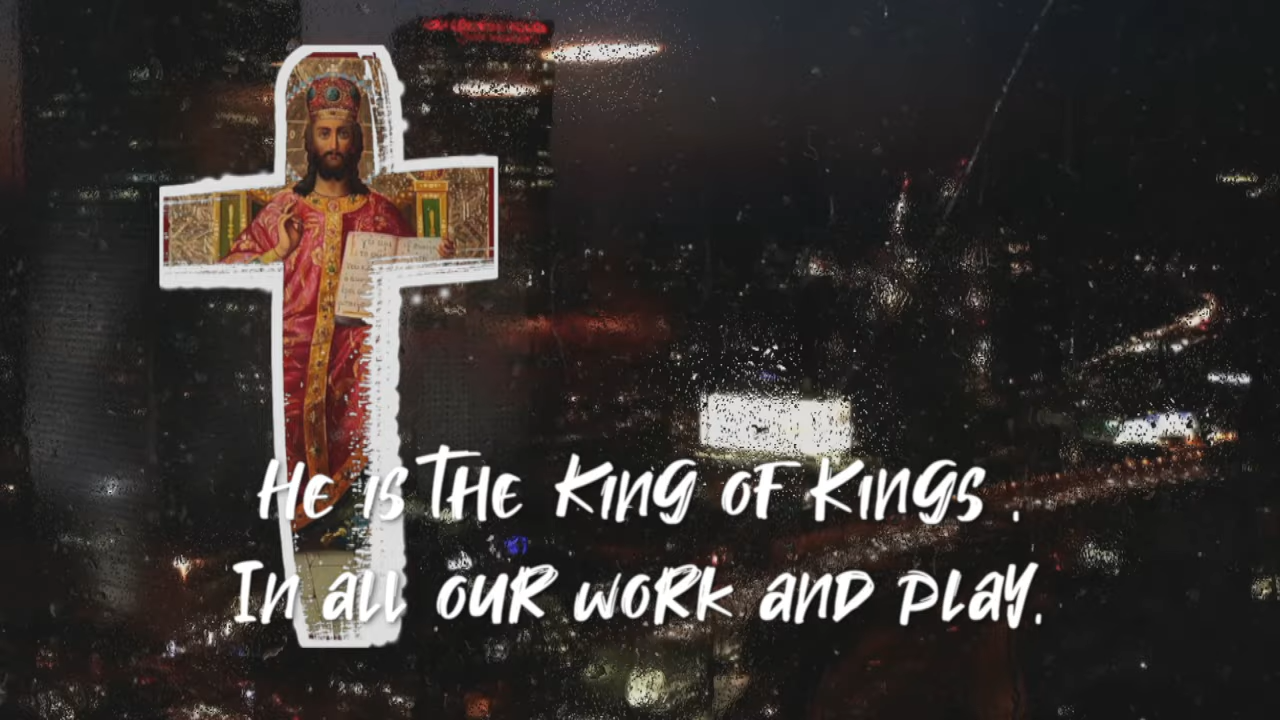 He is the King of Kings .
In all our work and play.